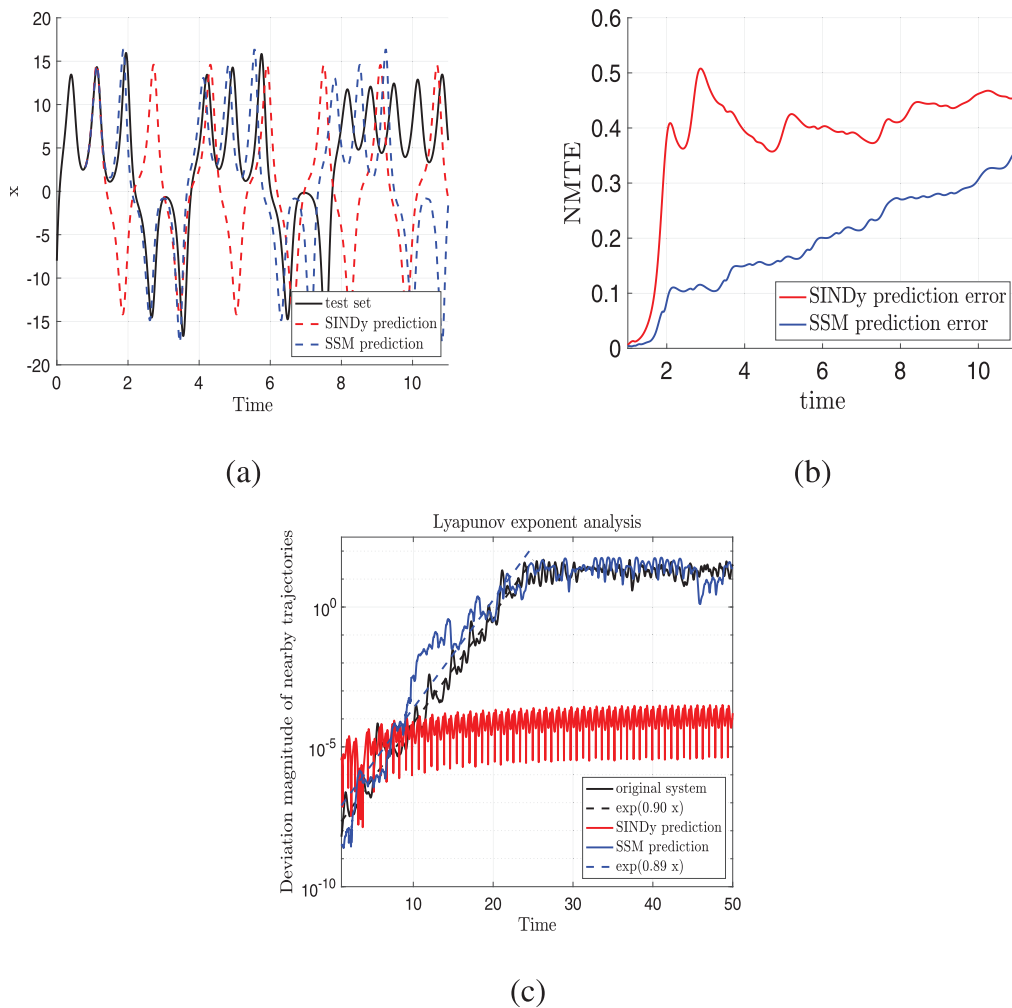 20
15
10
5
0
-5
-10
-15
-20
x
0
2
4
6
8
10
Time
test set
SINDy prediction
SSM prediction
(a)
0.6
0.5
0.4
0.3
0.2
0.1
0
NMTE
2
4
6
8
10
time
SINDy prediction error
SSM prediction error
(b)
Lyapunov exponent analysis
Deviation magnitude of nearby trajectories
10^0
10^-5
10^-10
10
20
30
40
50
Time
original system
exp(0.90 x)
SINDy prediction
SSM prediction
exp(0.89 x)
(c)